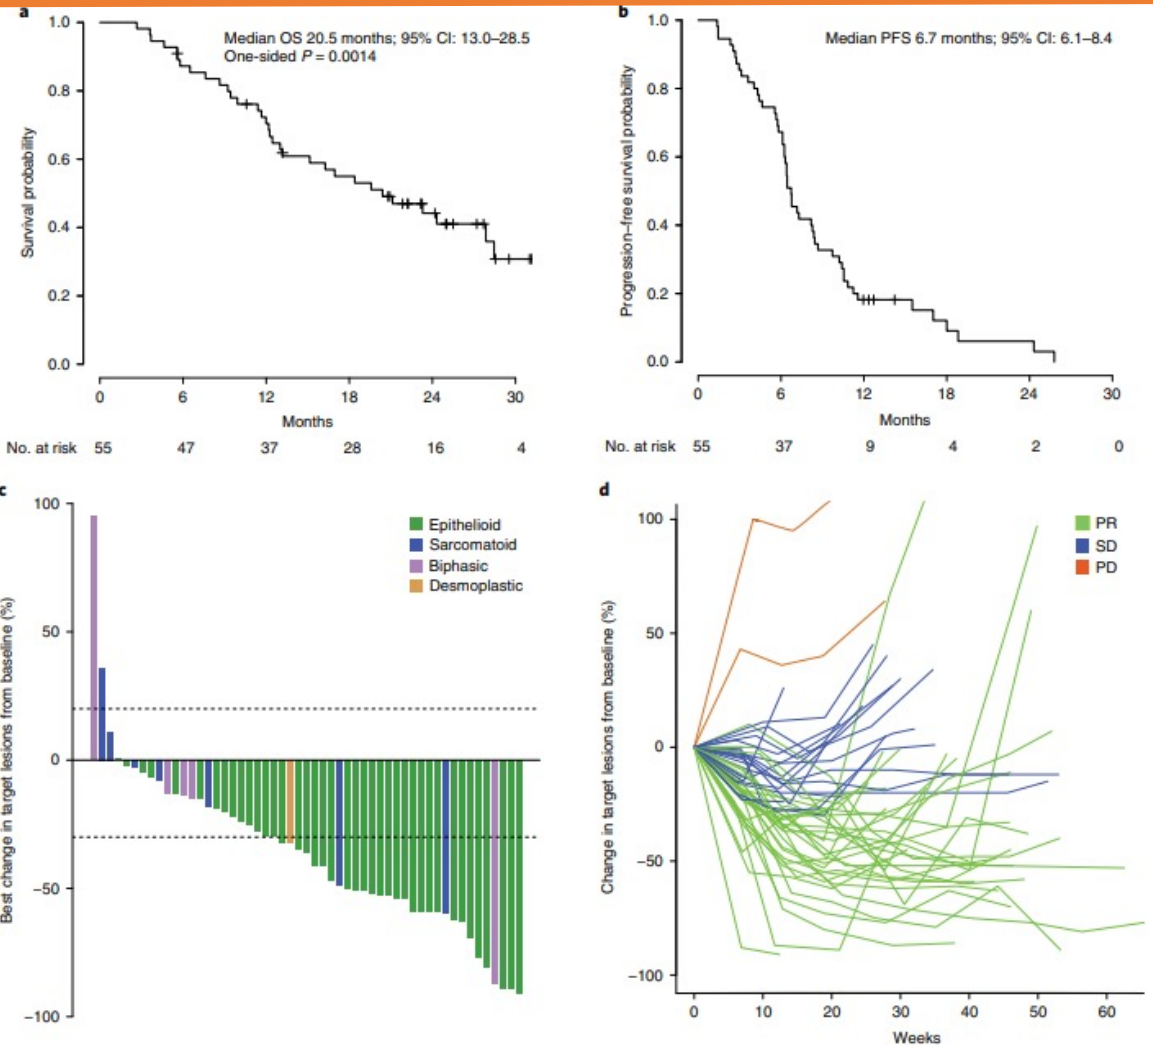 a
Median OS 20.5 months; 95% CI: 13.0–28.5
One-sided P = 0.0014
1.0
0.8
0.6
0.4
0.2
0.0
Survival probability
0 6 12 18 24 30
Months
No. at risk 55 47 37 28 16 4
b
Median PFS 6.7 months; 95% CI: 6.1–8.4
1.0
0.8
0.6
0.4
0.2
0.0
Progression–free survival probability
0 6 12 18 24 30
Months
No. at risk 55 37 9 4 2 0
c
100
50
0
−50
−100
Best change in target lesions from baseline (%)
Epithelioid
Sarcomatoid
Biphasic
Desmoplastic
d
100
50
0
−50
−100
Change in target lesions from baseline (%)
PR
SD
PD
0 10 20 30 40 50 60
Weeks